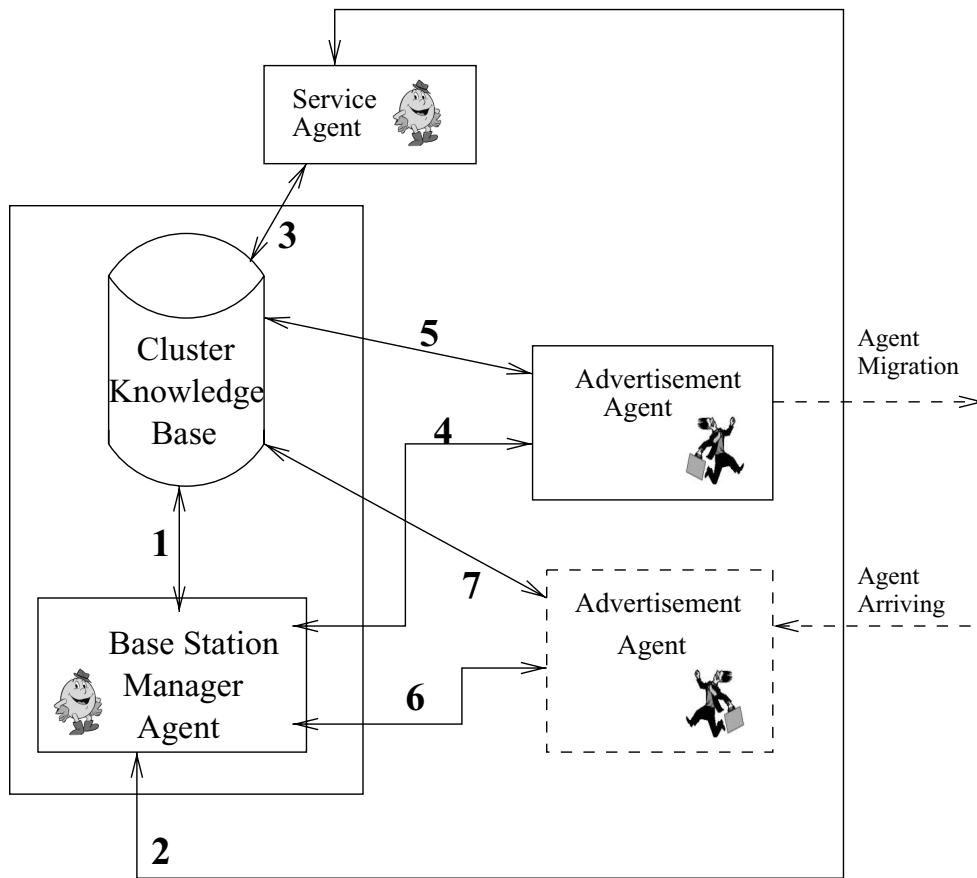 Service
Agent
3
Cluster
Knowledge
Base
5
Advertisement
Agent
Agent
Migration
4
1
7
Advertisement
Agent
Agent
Arriving
Base Station
Manager
Agent
6
2